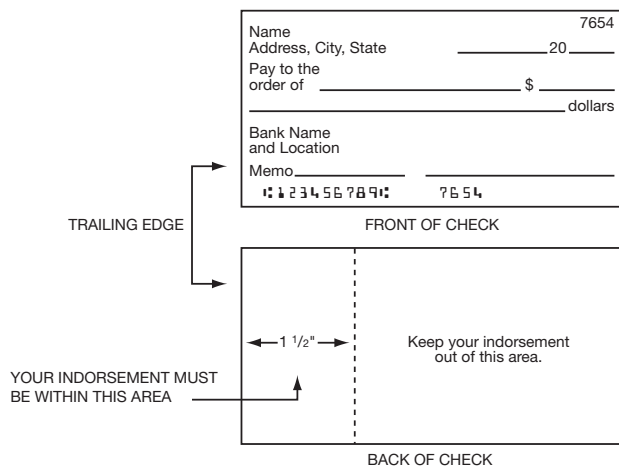 7654
Name
Address, City, State 20
Pay to the
order of $
dollars
Bank Name
and Location
Memo
⑆123456789⑆ 7654
TRAILING EDGE
FRONT OF CHECK
1 1/2"
Keep your indorsement
out of this area.
YOUR INDORSEMENT MUST
BE WITHIN THIS AREA
BACK OF CHECK